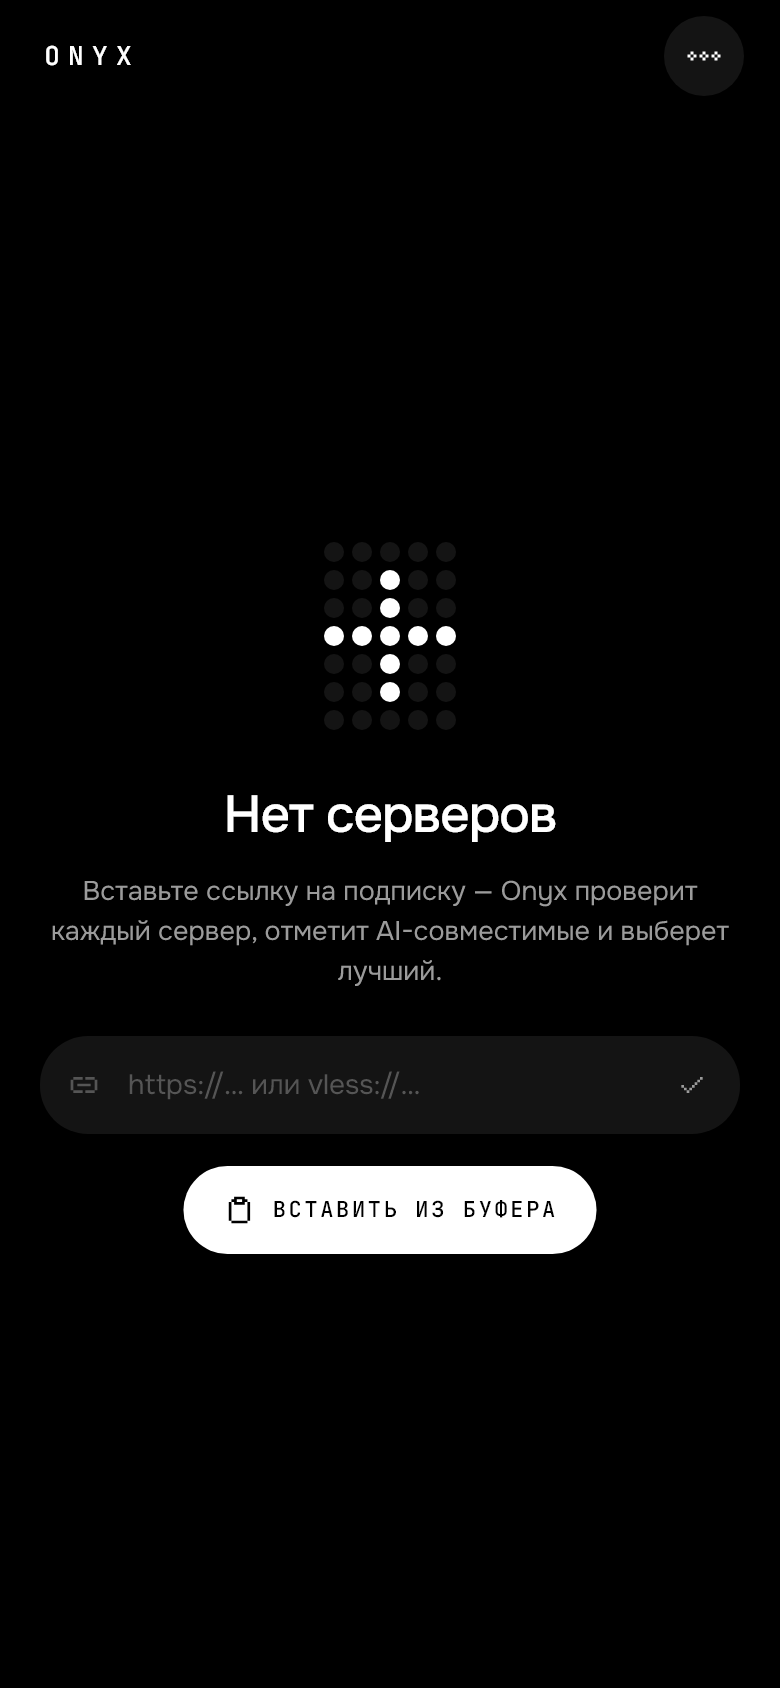 ONYX
Нет серверов
Вставьте ссылку на подписку — Onyx проверит
каждый сервер, отметит AI-совместимые и выберет
лучший.
https://... или vless://...
ВСТАВИТЬ ИЗ БУФЕРА